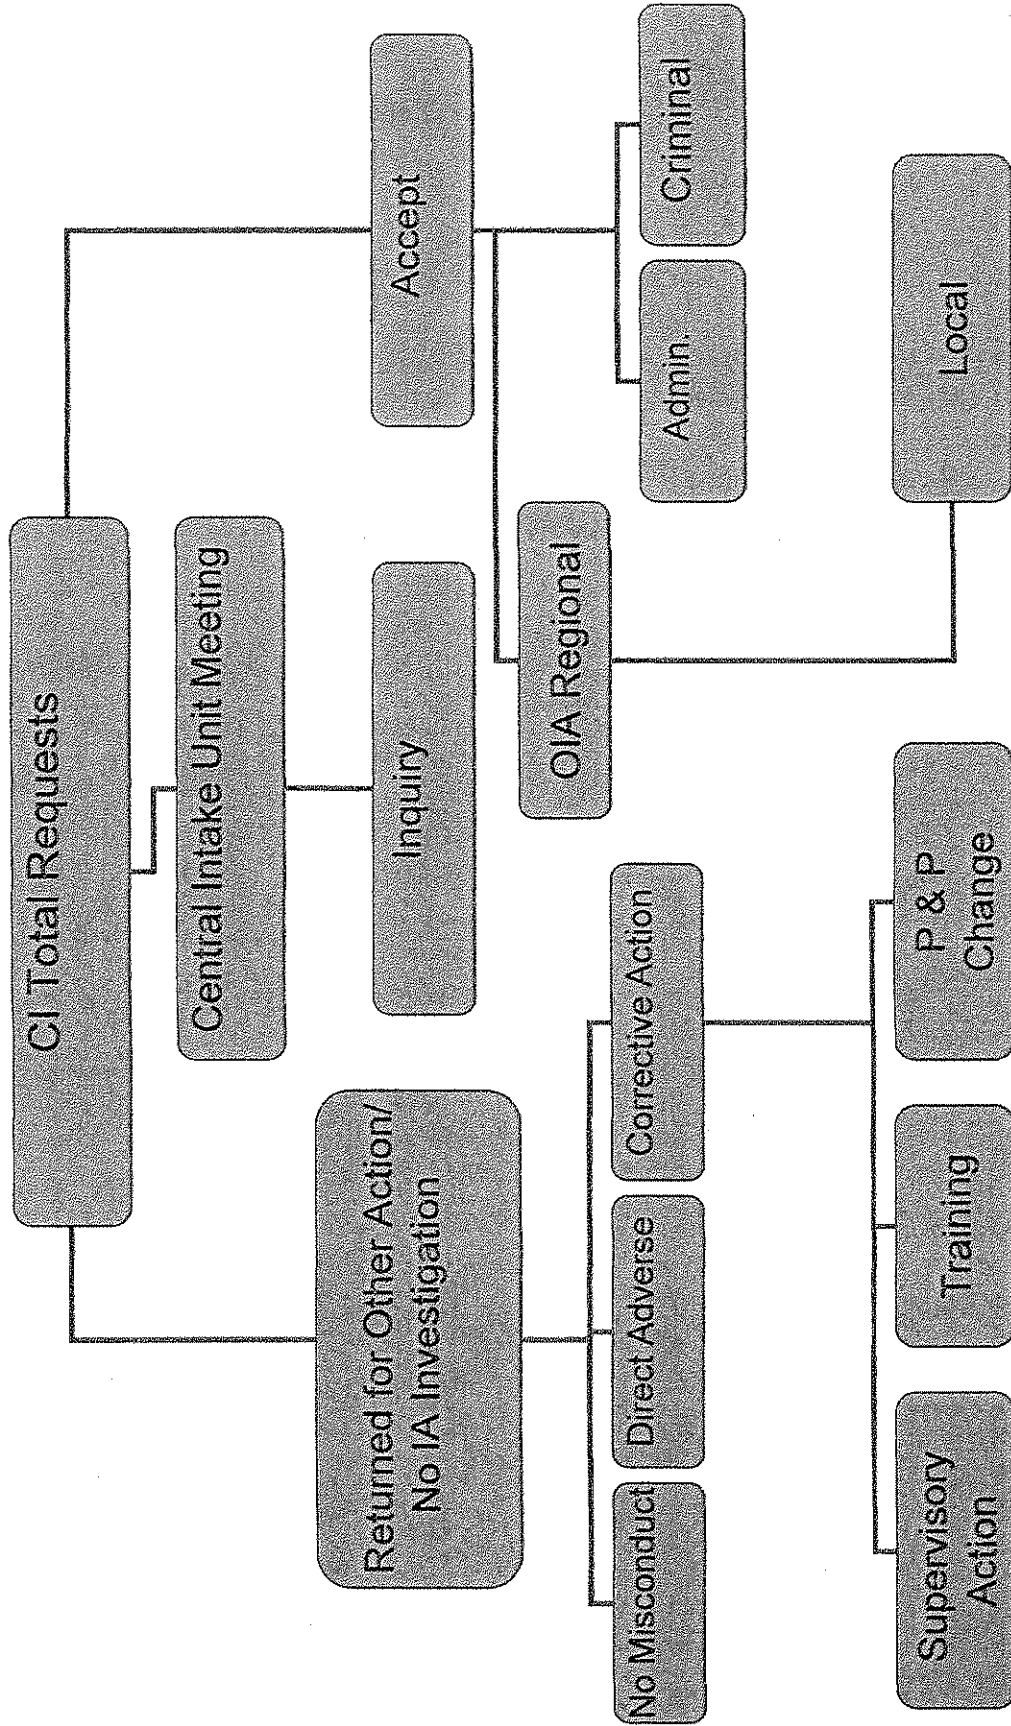 CI Total Requests
Central Intake Unit Meeting
Returned for Other Action/
No IA Investigation
Inquiry
Accept
No Misconduct
Direct Adverse
Corrective Action
OIA Regional
Admin.
Criminal
Supervisory
Action
Training
P & P
Change
Local